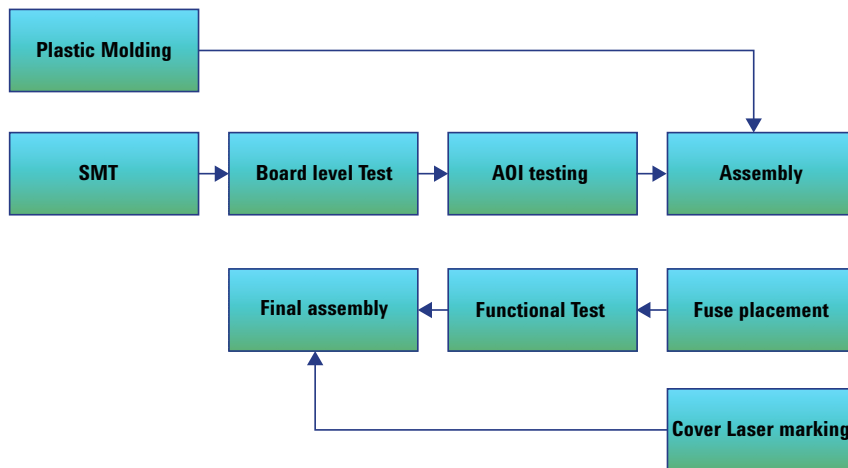 Plastic Molding
SMT
Board level Test
AOI testing
Assembly
Final assembly
Functional Test
Fuse placement
Cover Laser marking